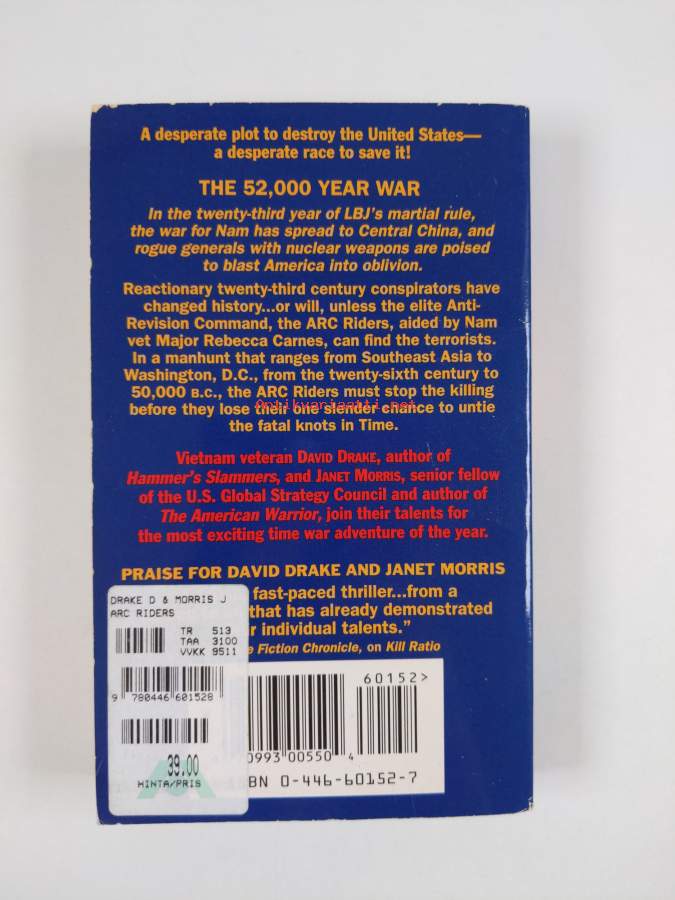 A desperate plot to destroy the United States—
a desperate race to save it!
THE 52,000 YEAR WAR
In the twenty-third year of LBJ's martial rule,
the war for Nam has spread to Central China, and
rogue generals with nuclear weapons are poised
to blast America into oblivion.
Reactionary twenty-third century conspirators have
changed history...or will, unless the elite Anti-
Revision Command, the ARC Riders, aided by Nam
vet Major Rebecca Carnes, can find the terrorists.
In a manhunt that ranges from Southeast Asia to
Washington, D.C., from the twenty-sixth century to
50,000 B.C., the ARC Riders must stop the killing
before they lose their one slender chance to untie
Antikvariaatti.net
the fatal knots in Time.
Vietnam veteran DAVID DRAKE, author of
Hammer's Slammers, and JANET MORRIS, senior fellow
of the U.S. Global Strategy Council and author of
The American Warrior, join their talents for
the most exciting time war adventure of the year.
PRAISE FOR DAVID DRAKE AND JANET MORRIS
fast-paced thriller...from a
that has already demonstrated
r individual talents."
e Fiction Chronicle, on Kill Ratio
DRAKE D & MORRIS J
ARC RIDERS
TR 513
TAA 3100
VVKK 9511
9 780446 601528
39.00
HINTA/PRIS
60152>
0993 00550 4
BN 0-446-60152-7